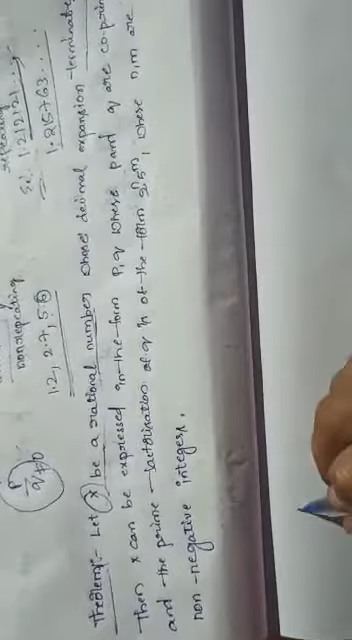 repeating
nonrepeating
Ex: 1.212121....,
1.2, 2.7, 5.6
1.215763....
P
q≠0
Theorem:- Let x be a rational number whose decimal expansion terminates
Then x can be expressed in the form P, q where p and q are co-prime
and the prime factorization of q is of the form 2ⁿ5ᵐ, where n, m are
non-negative integers.